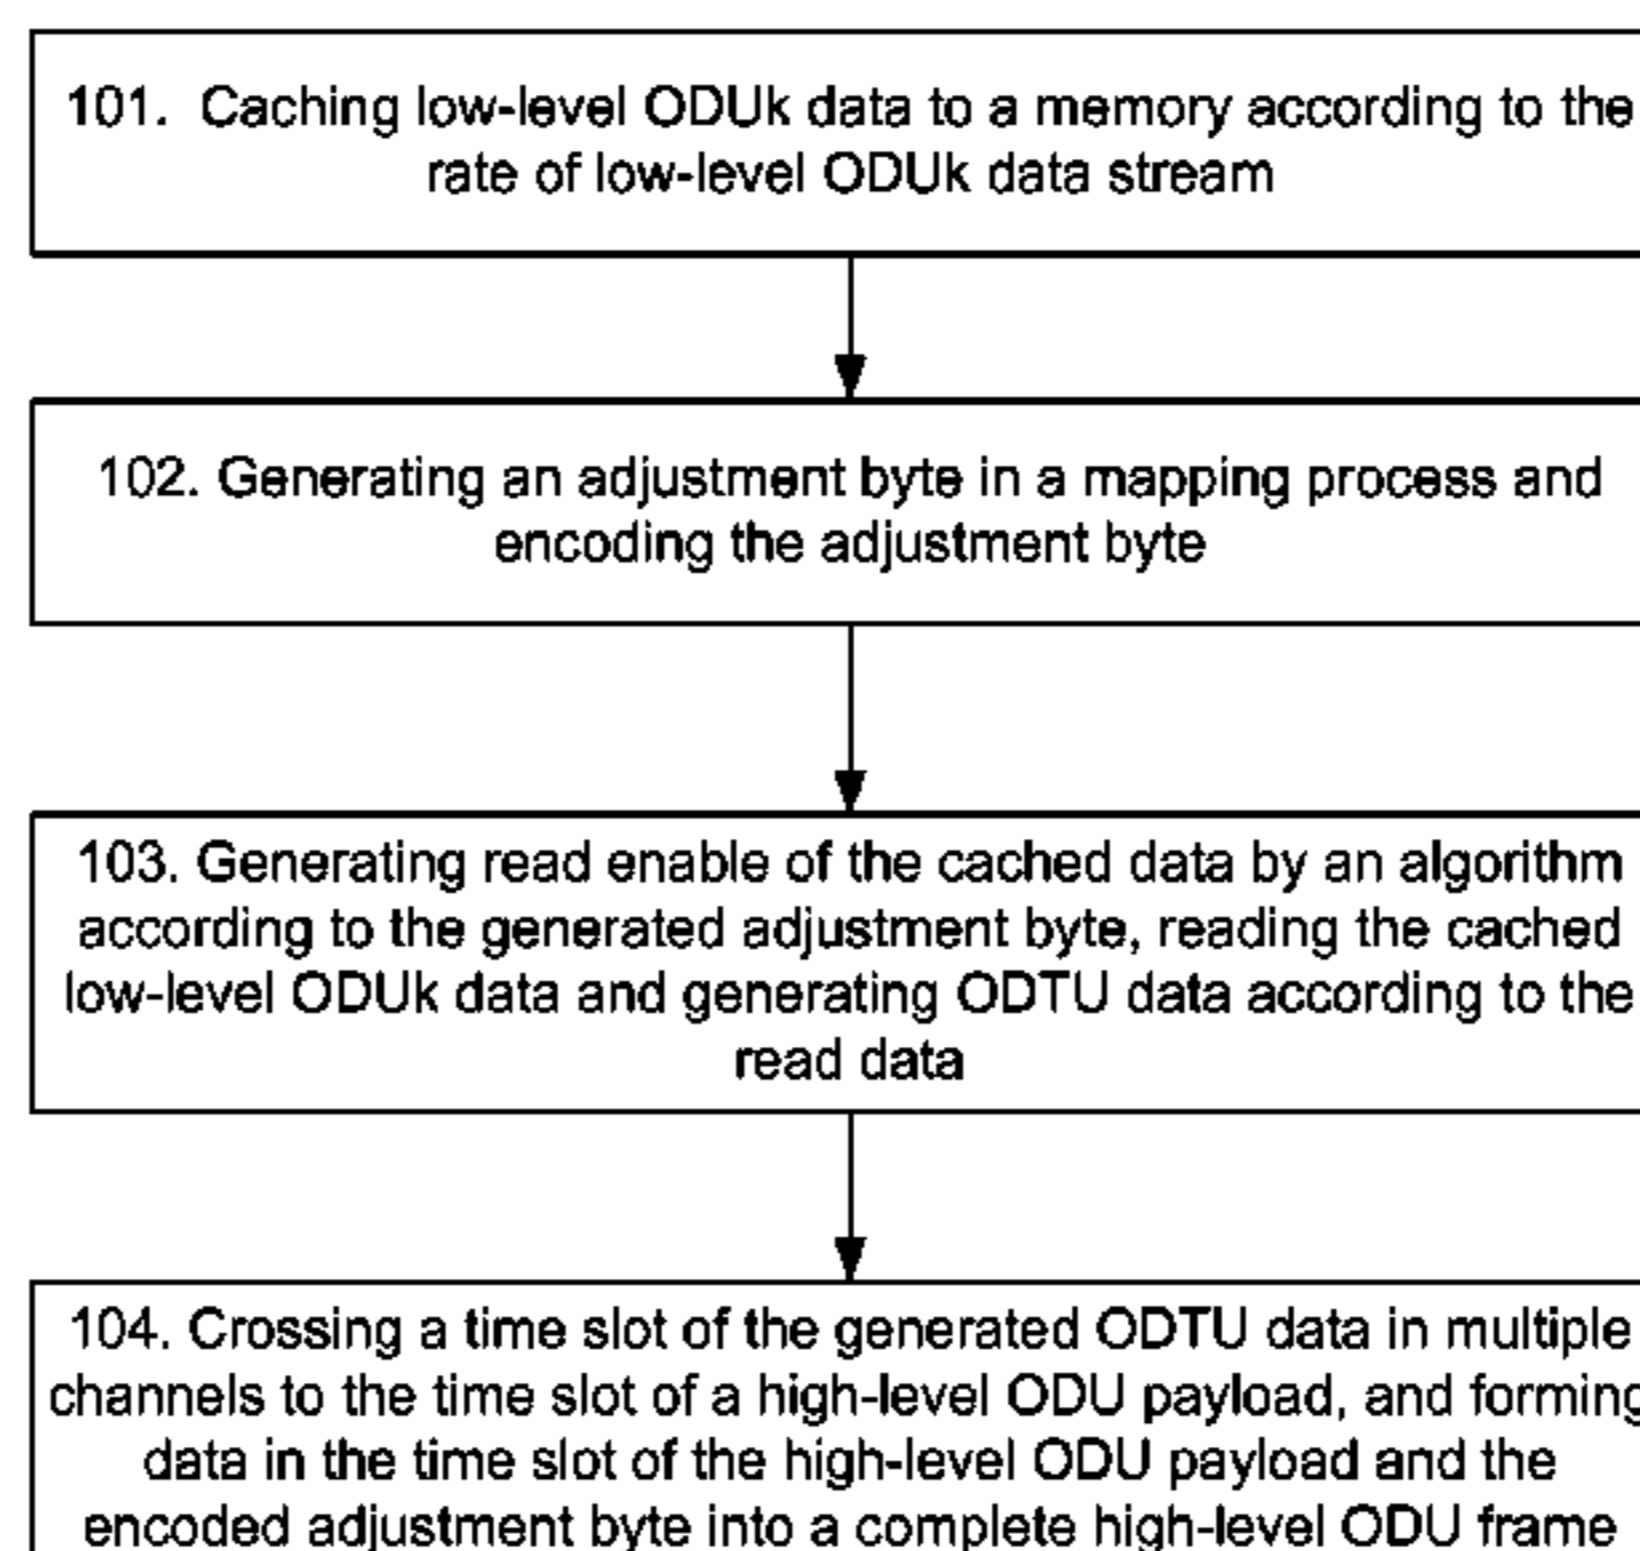 101. Caching low-level ODUk data to a memory according to the
rate of low-level ODUk data stream
102. Generating an adjustment byte in a mapping process and
encoding the adjustment byte
103. Generating read enable of the cached data by an algorithm
according to the generated adjustment byte, reading the cached
low-level ODUk data and generating ODTU data according to the
read data
104. Crossing a time slot of the generated ODTU data in multiple
channels to the time slot of a high-level ODU payload, and forming
data in the time slot of the high-level ODU payload and the
encoded adjustment byte into a complete high-level ODU frame